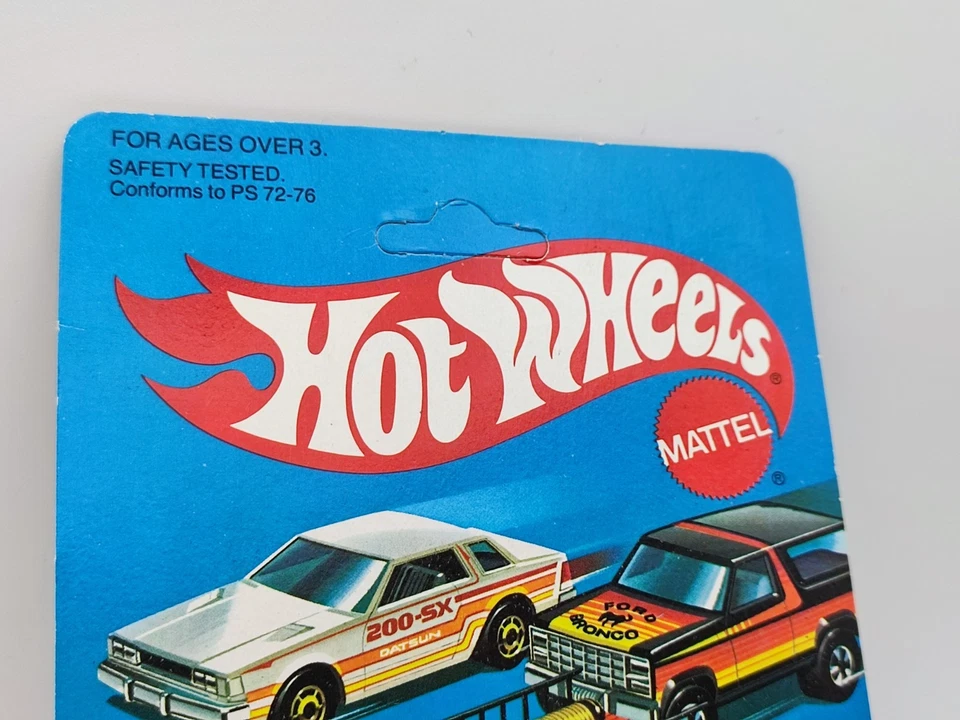 FOR AGES OVER 3.
SAFETY TESTED.
Conforms to PS 72-76
HOT WHEELS ®
MATTEL ®
200-SX
DATSUN
FORD
BRONCO